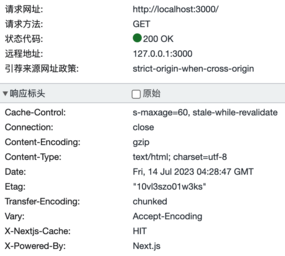 请求网址: http://localhost:3000/
请求方法: GET
状态代码: 200 OK
远程地址: 127.0.0.1:3000
引荐来源网址政策: strict-origin-when-cross-origin
▼响应标头 原始
Cache-Control: s-maxage=60, stale-while-revalidate
Connection: close
Content-Encoding: gzip
Content-Type: text/html; charset=utf-8
Date: Fri, 14 Jul 2023 04:28:47 GMT
Etag: "10vl3szo01w3ks"
Transfer-Encoding: chunked
Vary: Accept-Encoding
X-Nextjs-Cache: HIT
X-Powered-By: Next.js